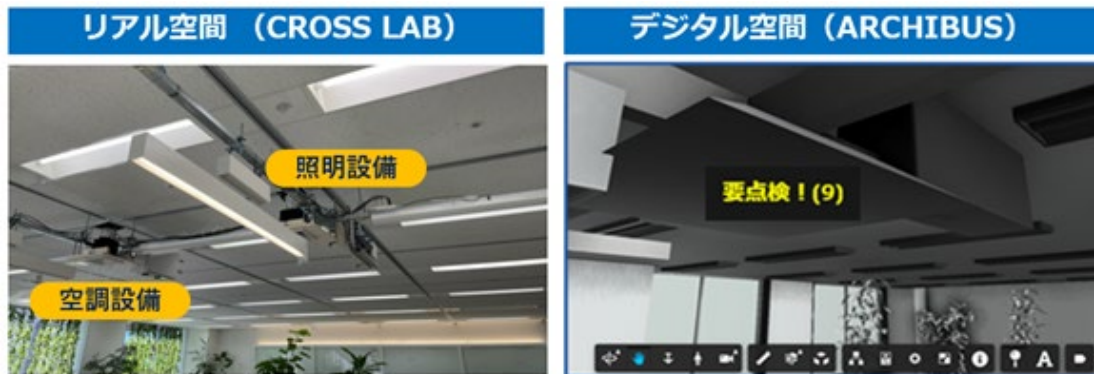 リアル空間 （CROSS LAB）
デジタル空間（ARCHIBUS）
照明設備
空調設備
要点検！(9)
A